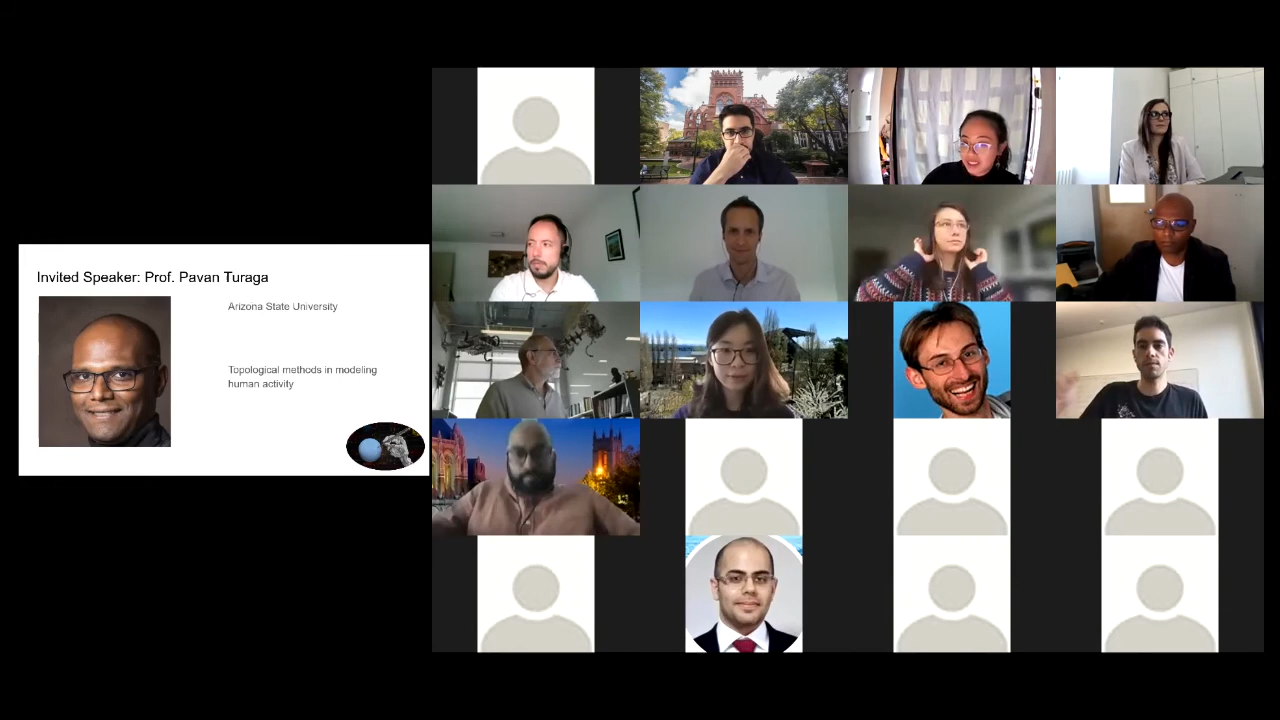 Invited Speaker: Prof. Pavan Turaga
Arizona State University
Topological methods in modeling
human activity